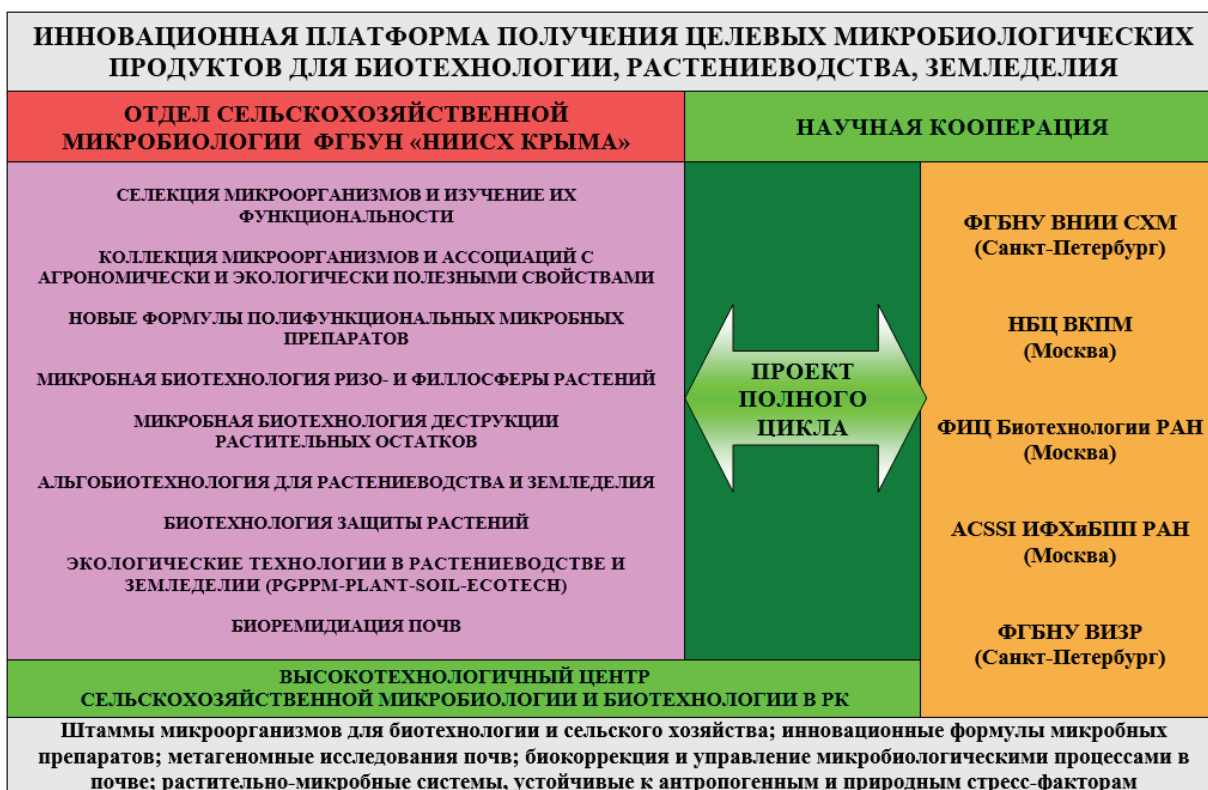 ИННОВАЦИОННАЯ ПЛАТФОРМА ПОЛУЧЕНИЯ ЦЕЛЕВЫХ МИКРОБИОЛОГИЧЕСКИХ
ПРОДУКТОВ ДЛЯ БИОТЕХНОЛОГИИ, РАСТЕНИЕВОДСТВА, ЗЕМЛЕДЕЛИЯ
ОТДЕЛ СЕЛЬСКОХОЗЯЙСТВЕННОЙ
МИКРОБИОЛОГИИ ФГБУН «НИИСХ КРЫМА»
НАУЧНАЯ КООПЕРАЦИЯ
СЕЛЕКЦИЯ МИКРООРГАНИЗМОВ И ИЗУЧЕНИЕ ИХ
ФУНКЦИОНАЛЬНОСТИ
КОЛЛЕКЦИЯ МИКРООРГАНИЗМОВ И АССОЦИАЦИЙ С
АГРОНОМИЧЕСКИ И ЭКОЛОГИЧЕСКИ ПОЛЕЗНЫМИ СВОЙСТВАМИ
НОВЫЕ ФОРМУЛЫ ПОЛИФУНКЦИОНАЛЬНЫХ МИКРОБНЫХ
ПРЕПАРАТОВ
МИКРОБНАЯ БИОТЕХНОЛОГИЯ РИЗО- И ФИЛЛОСФЕРЫ РАСТЕНИЙ
МИКРОБНАЯ БИОТЕХНОЛОГИЯ ДЕСТРУКЦИИ
РАСТИТЕЛЬНЫХ ОСТАТКОВ
АЛЬГОБИОТЕХНОЛОГИЯ ДЛЯ РАСТЕНИЕВОДСТВА И ЗЕМЛЕДЕЛИЯ
БИОТЕХНОЛОГИЯ ЗАЩИТЫ РАСТЕНИЙ
ЭКОЛОГИЧЕСКИЕ ТЕХНОЛОГИИ В РАСТЕНИЕВОДСТВЕ И
ЗЕМЛЕДЕЛИИ (PGPPM-PLANT-SOIL-ECOTECH)
БИОРЕМИДИАЦИЯ ПОЧВ
ПРОЕКТ
ПОЛНОГО
ЦИКЛА
ФГБНУ ВНИИ СХМ
(Санкт-Петербург)
НБЦ ВКПМ
(Москва)
ФИЦ Биотехнологии РАН
(Москва)
ACSSI ИФХиБПП РАН
(Москва)
ФГБНУ ВИЗР
(Санкт-Петербург)
ВЫСОКОТЕХНОЛОГИЧНЫЙ ЦЕНТР
СЕЛЬСКОХОЗЯЙСТВЕННОЙ МИКРОБИОЛОГИИ И БИОТЕХНОЛОГИИ В РК
Штаммы микроорганизмов для биотехнологии и сельского хозяйства; инновационные формулы микробных
препаратов; метагеномные исследования почв; биокоррекция и управление микробиологическими процессами в
почве; растительно-микробные системы, устойчивые к антропогенным и природным стресс-факторам